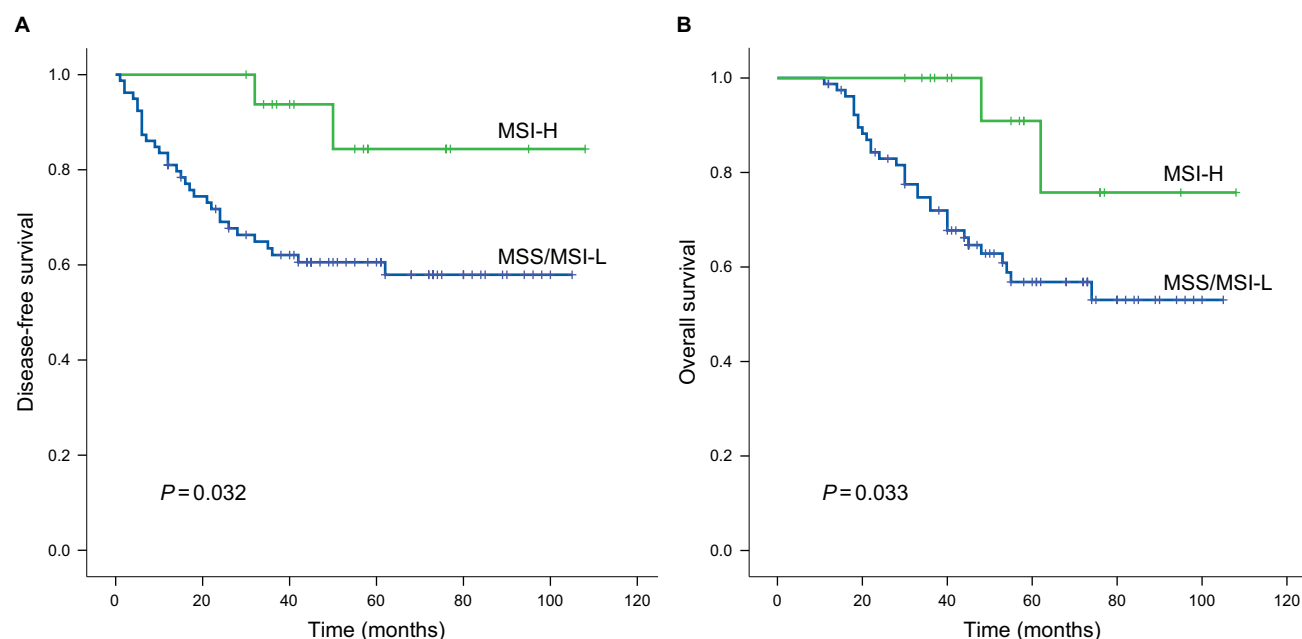 A
Disease-free survival
1.0
0.8
0.6
0.4
0.2
0.0
MSI-H
MSS/MSI-L
P = 0.032
0 20 40 60 80 100 120
Time (months)
B
Overall survival
1.0
0.8
0.6
0.4
0.2
0.0
MSI-H
MSS/MSI-L
P = 0.033
0 20 40 60 80 100 120
Time (months)